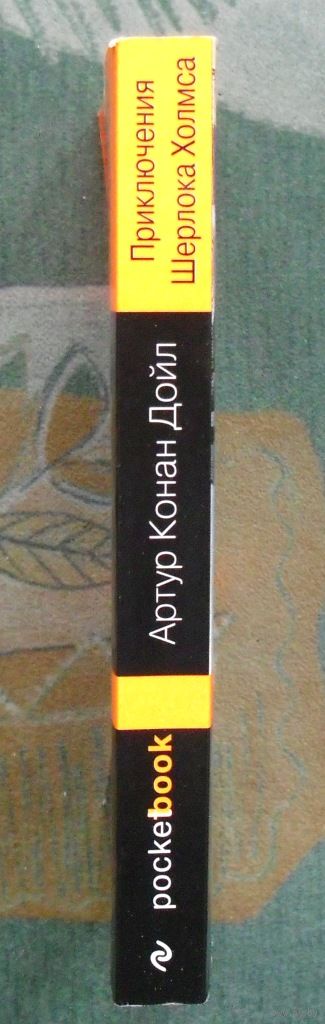 Приключения
Шерлока Холмса
Артур Конан Дойл
pocketbook